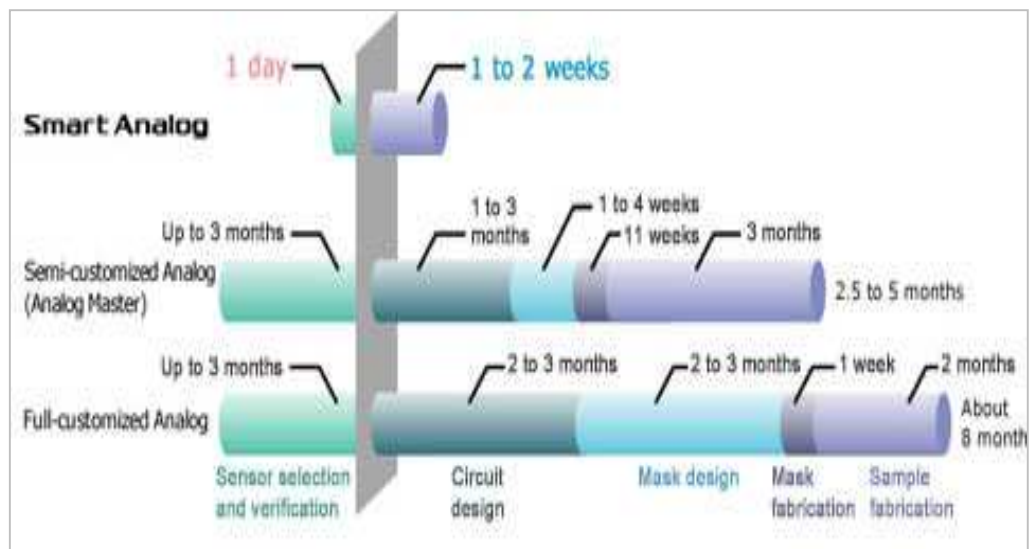 1 day
1 to 2 weeks
Smart Analog
1 to 3
months
1 to 4 weeks
11 weeks
3 months
Up to 3 months
Semi-customized Analog
(Analog Master)
2.5 to 5 months
Up to 3 months
2 to 3 months
2 to 3 months
1 week
2 months
Full-customized Analog
About
8 month
Sensor selection
and verification
Circuit
design
Mask design
Mask
fabrication
Sample
fabrication